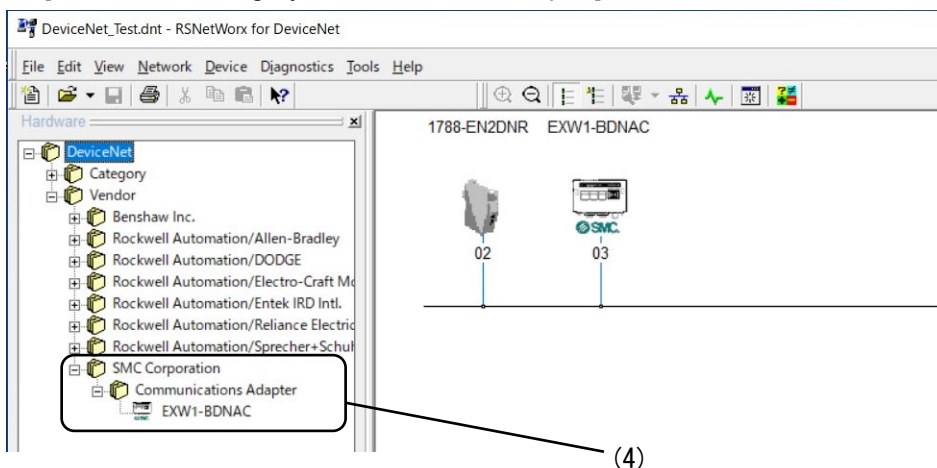 DeviceNet_Test.dnt - RSNetWorx for DeviceNet
File Edit View Network Device Diagnostics Tools Help
Hardware
DeviceNet
Category
Vendor
Benshaw Inc.
Rockwell Automation/Allen-Bradley
Rockwell Automation/DODGE
Rockwell Automation/Electro-Craft Mo
Rockwell Automation/Entek IRD Intl.
Rockwell Automation/Reliance Electric
Rockwell Automation/Sprecher+Schuh
SMC Corporation
Communications Adapter
EXW1-BDNAC
1788-EN2DNR EXW1-BDNAC
SMC.
02 03
(4)